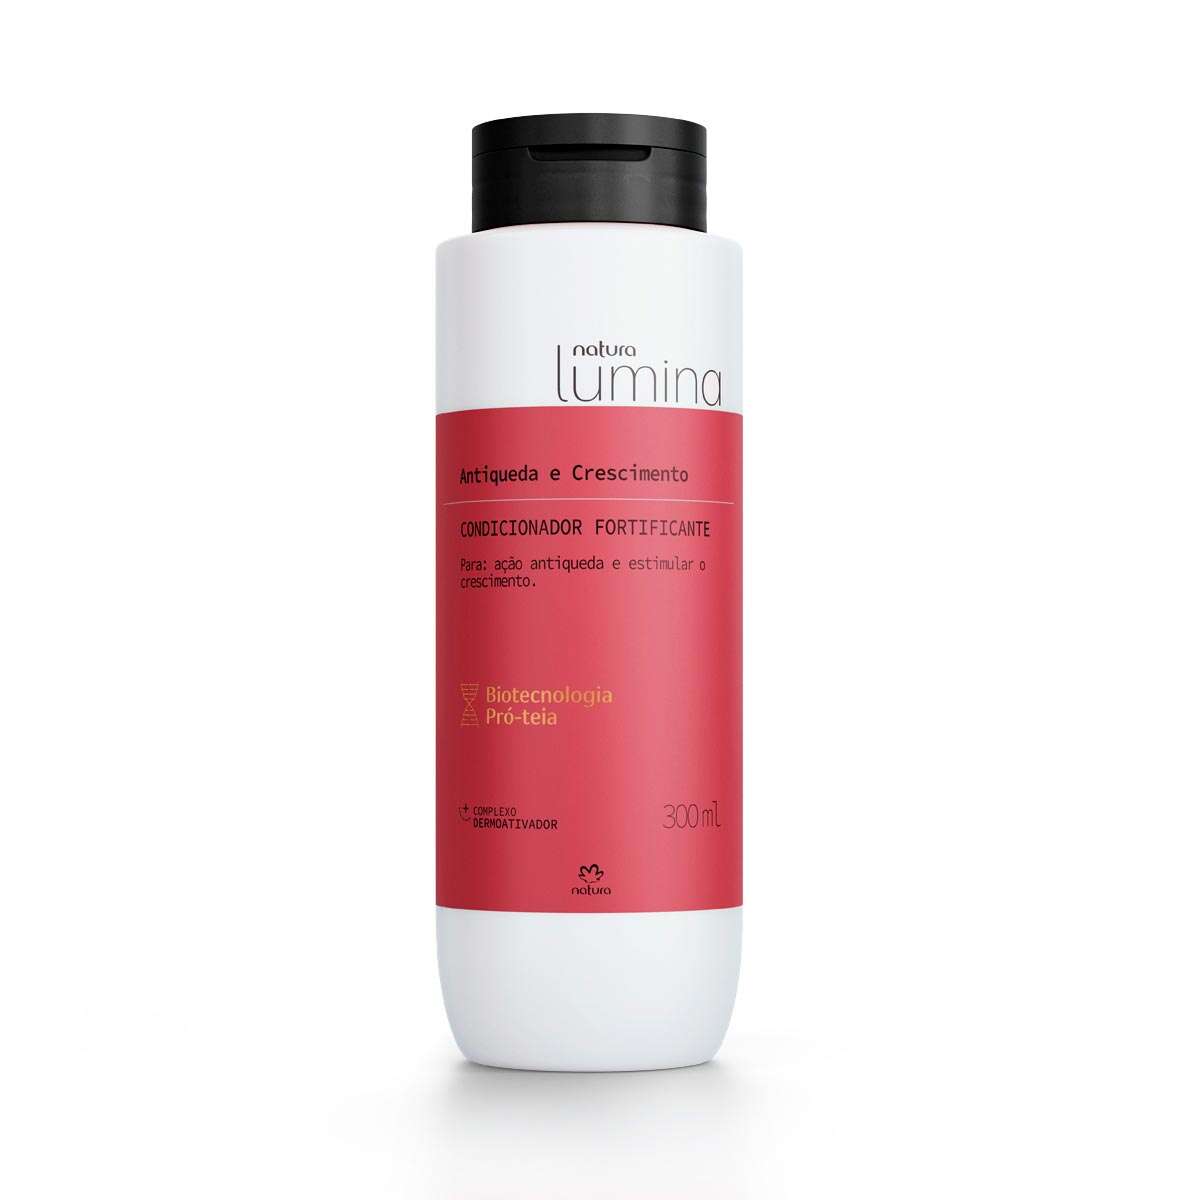 natura
lumina
Antiqueda e Crescimento
CONDICIONADOR FORTIFICANTE
Para: ação antiqueda e estimular o
crescimento.
Biotecnologia
Pró-teia
COMPLEXO
DERMOATIVADOR
300 ml
natura